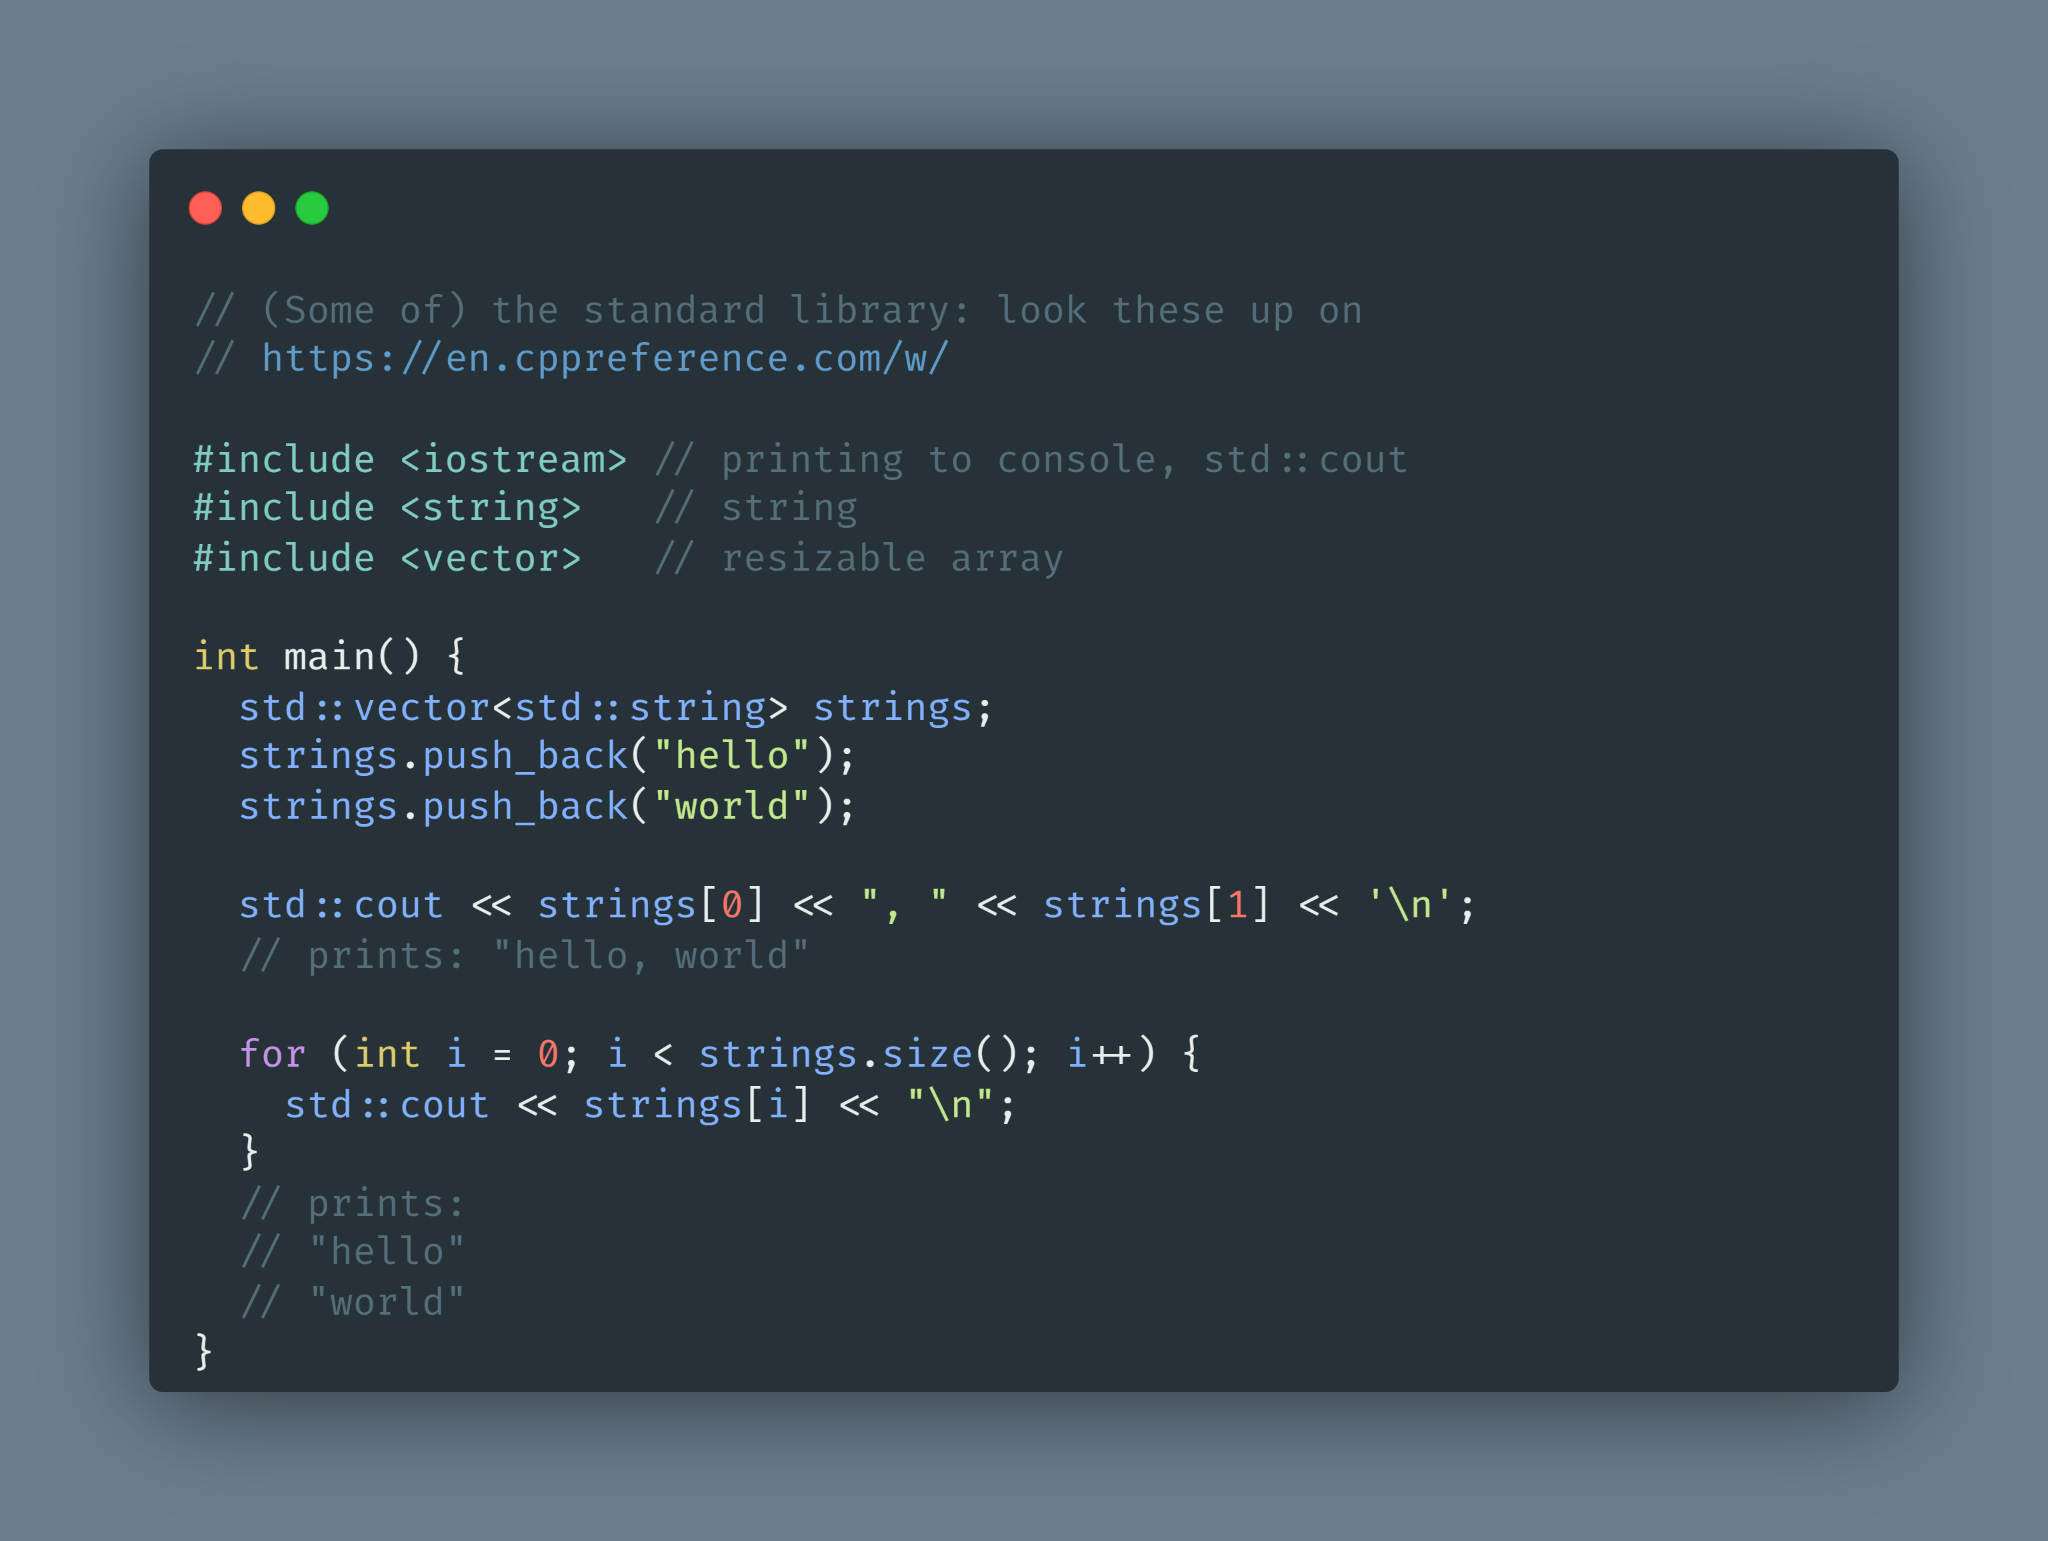 // (Some of) the standard library: look these up on
// https://en.cppreference.com/w/
#include <iostream> // printing to console, std::cout
#include <string>   // string
#include <vector>   // resizable array
int main() {
  std::vector<std::string> strings;
  strings.push_back("hello");
  strings.push_back("world");
  std::cout << strings[0] << ", " << strings[1] << '\n';
  // prints: "hello, world"
  for (int i = 0; i < strings.size(); i++) {
    std::cout << strings[i] << "\n";
  }
  // prints:
  // "hello"
  // "world"
}